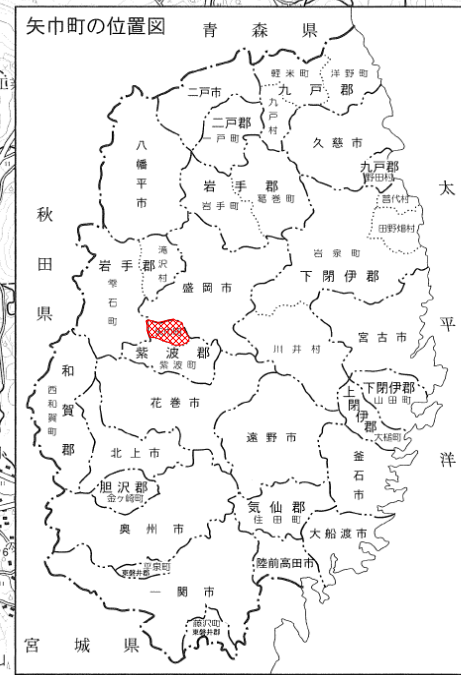 矢巾町の位置図
青森県
軽米町
洋野町
二戸市
九戸郡
九戸村
二戸郡
一戸町
久慈市
八幡平市
九戸郡
野田村
岩手郡
葛巻町
岩手町
普代村
太平洋
田野畑村
秋田県
滝沢村
岩手郡
雫石町
岩泉町
下閉伊郡
盛岡市
宮古市
川井村
紫波郡
紫波町
和賀郡
西和賀町
下閉伊郡
山田町
上閉伊郡
大槌町
花巻市
遠野市
釜石市
北上市
胆沢郡
金ヶ崎町
気仙郡
住田町
奥州市
大船渡市
陸前高田市
平泉町
一関市
藤沢町
東磐井郡
宮城県